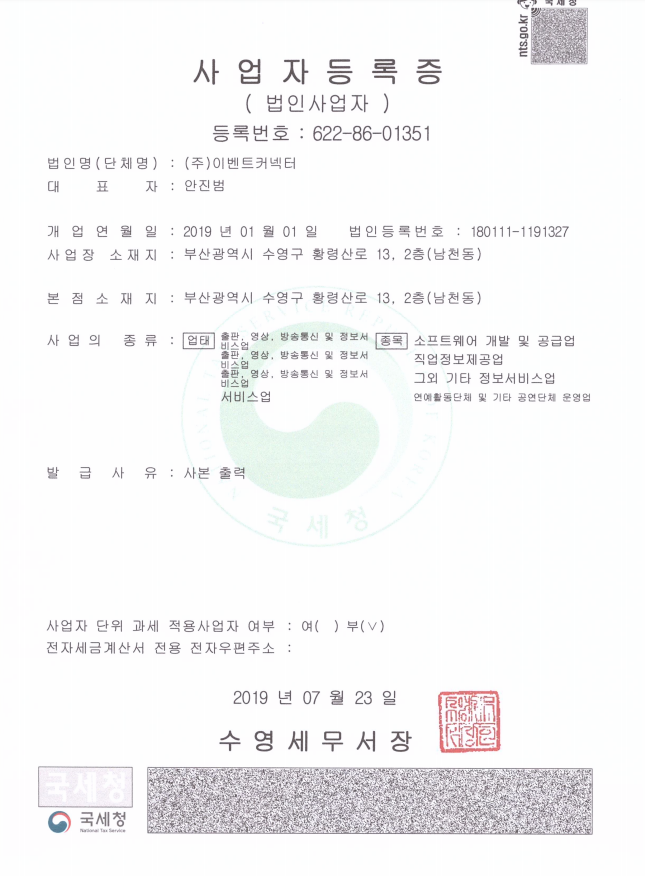 국세청
nts.go.kr
사 업 자 등 록 증
( 법인사업자 )
등록번호 : 622-86-01351
법인명(단체명) : (주)이벤트커넥터
대 표 자 : 안진범
개 업 연 월 일 : 2019 년 01 월 01 일 법인등록번호 : 180111-1191327
사업장 소재지 : 부산광역시 수영구 황령산로 13, 2층(남천동)
본 점 소 재 지 : 부산광역시 수영구 황령산로 13, 2층(남천동)
사 업 의 종 류 : 업태 출판, 영상, 방송통신 및 정보서비스업 종목 소프트웨어 개발 및 공급업
출판, 영상, 방송통신 및 정보서비스업 직업정보제공업
출판, 영상, 방송통신 및 정보서비스업 그외 기타 정보서비스업
서비스업 연예활동단체 및 기타 공연단체 운영업
국세청
발 급 사 유 : 사본 출력
사업자 단위 과세 적용사업자 여부 : 여( ) 부(∨)
전자세금계산서 전용 전자우편주소 :
2019 년 07 월 23 일
수영세무서장
국세청
국세청
National Tax Service